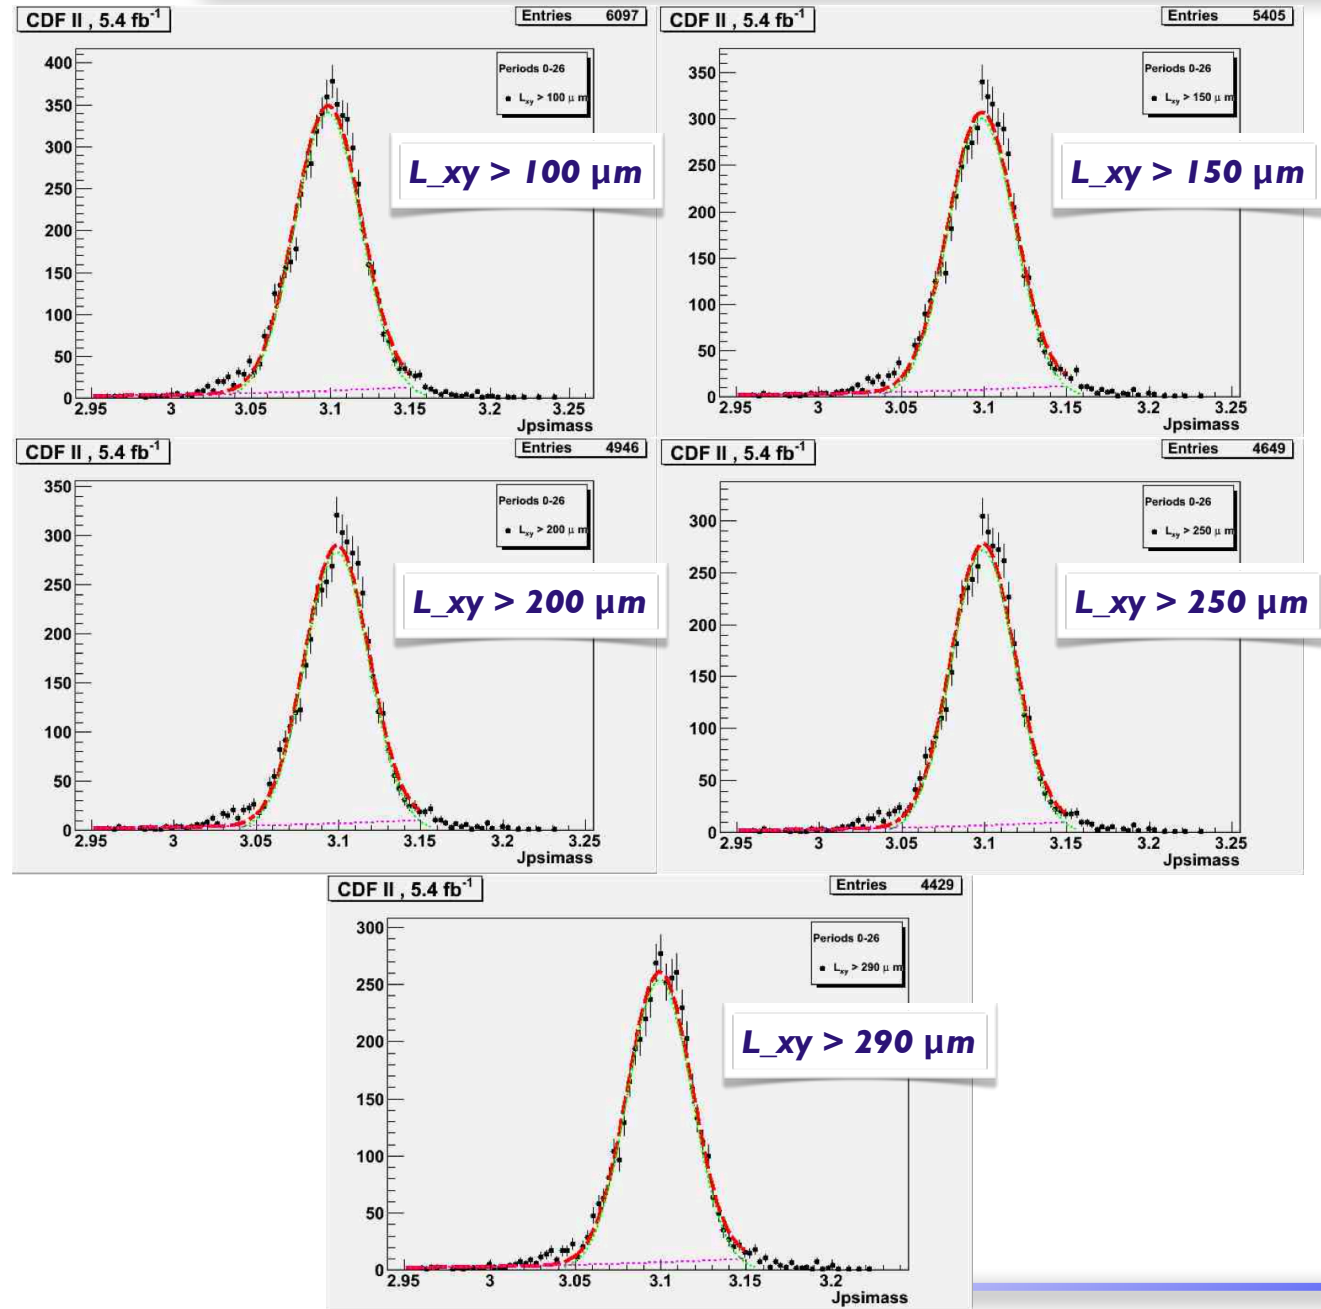 CDF II , 5.4 fb⁻¹
Entries 6097
Periods 0-26
Lxy > 100 μ m
L_xy > 100 μm
400
350
300
250
200
150
100
50
0
2.95 3 3.05 3.1 3.15 3.2 3.25
Jpsimass
CDF II , 5.4 fb⁻¹
Entries 5405
Periods 0-26
Lxy > 150 μ m
L_xy > 150 μm
350
300
250
200
150
100
50
0
2.95 3 3.05 3.1 3.15 3.2 3.25
Jpsimass
CDF II , 5.4 fb⁻¹
Entries 4946
Periods 0-26
Lxy > 200 μ m
L_xy > 200 μm
350
300
250
200
150
100
50
0
2.95 3 3.05 3.1 3.15 3.2 3.25
Jpsimass
CDF II , 5.4 fb⁻¹
Entries 4649
Periods 0-26
Lxy > 250 μ m
L_xy > 250 μm
300
250
200
150
100
50
0
2.95 3 3.05 3.1 3.15 3.2 3.25
Jpsimass
CDF II , 5.4 fb⁻¹
Entries 4429
Periods 0-26
Lxy > 290 μ m
L_xy > 290 μm
300
250
200
150
100
50
0
2.95 3 3.05 3.1 3.15 3.2
Jpsimass